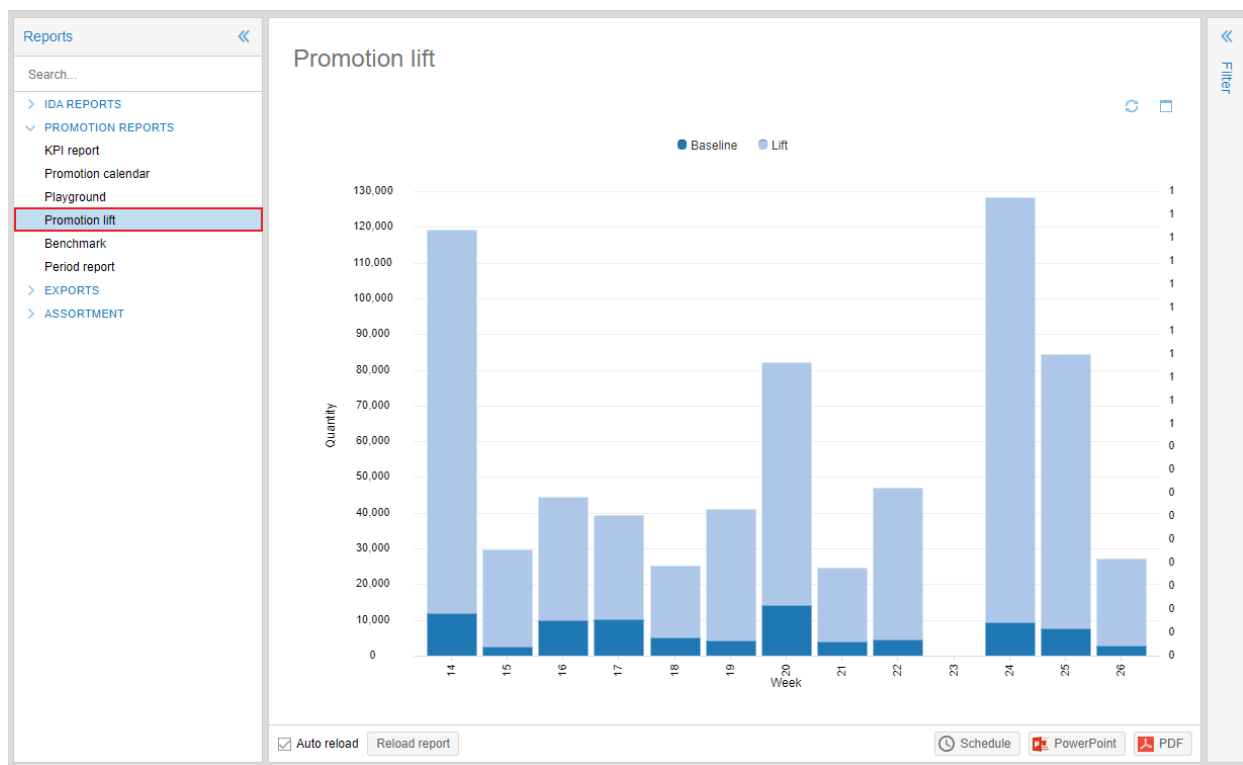 Reports
Search...
IDA REPORTS
PROMOTION REPORTS
KPI report
Promotion calendar
Playground
Promotion lift
Benchmark
Period report
EXPORTS
ASSORTMENT
Promotion lift
Baseline Lift
130,000
120,000
110,000
100,000
90,000
80,000
70,000
60,000
50,000
40,000
30,000
20,000
10,000
0
Quantity
1
1
1
1
1
1
1
1
1
1
1
0
0
0
0
0
0
0
0
0
0
14 15 16 17 18 19 20 21 22 23 24 25 26
Week
Auto reload Reload report Schedule PowerPoint PDF
Filter